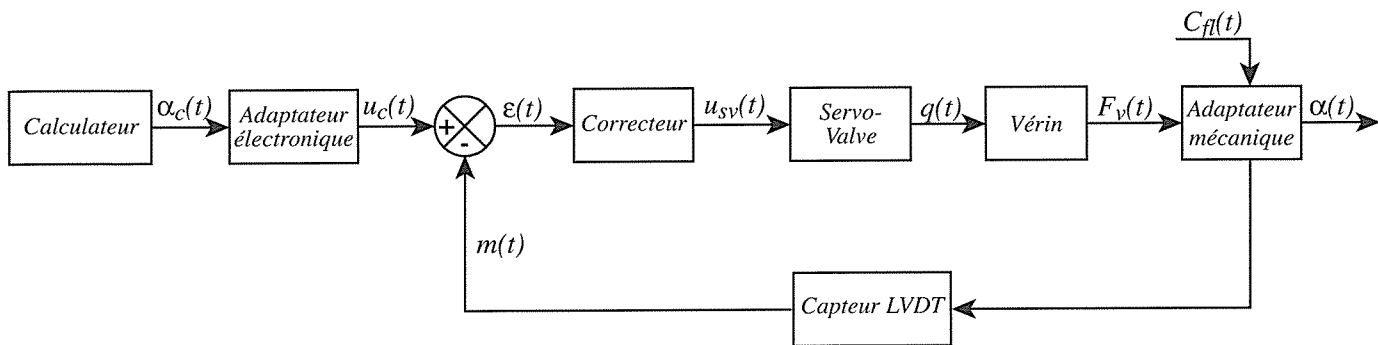 C_fl(t)
Calculateur
α_c(t)
Adaptateur
électronique
u_c(t)
+
-
ε(t)
Correcteur
u_sv(t)
Servo-
Valve
q(t)
Vérin
F_v(t)
Adaptateur
mécanique
α(t)
m(t)
Capteur LVDT